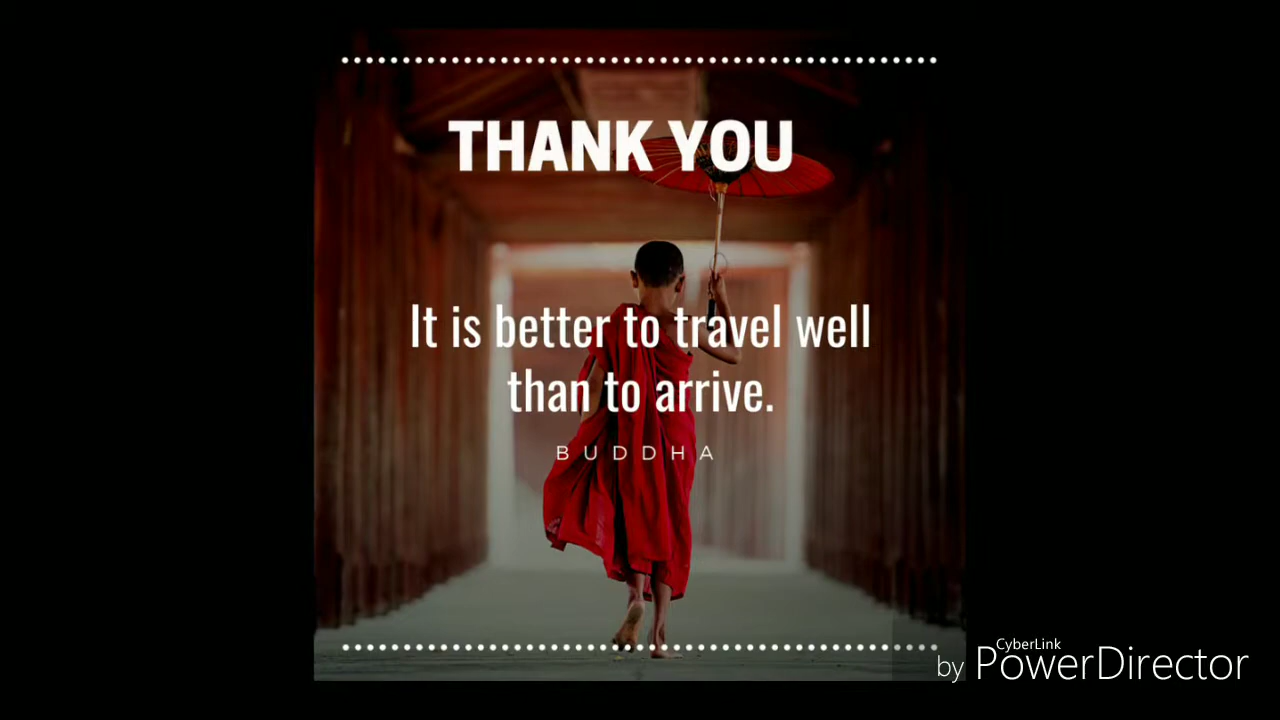 THANK YOU
It is better to travel well
than to arrive.
BUDDHA
CyberLink
by PowerDirector